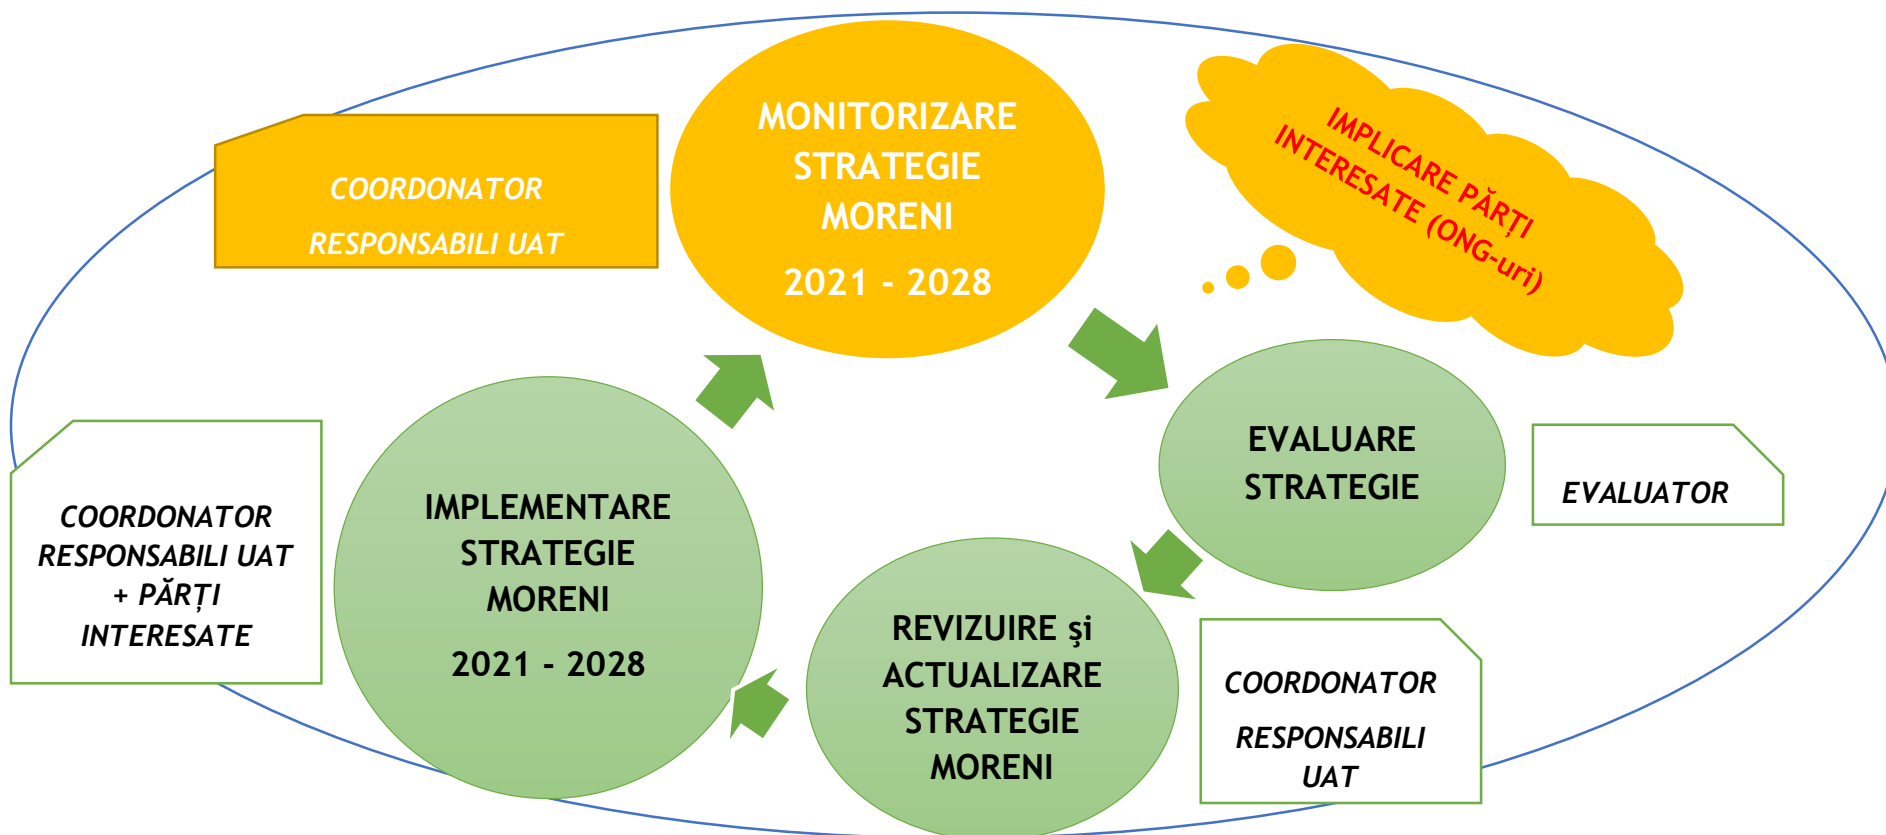 MONITORIZARE
STRATEGIE
MORENI
2021 - 2028
COORDONATOR
RESPONSABILI UAT
IMPLICARE PĂRȚI
INTERESATE (ONG-uri)
EVALUARE
STRATEGIE
EVALUATOR
IMPLEMENTARE
STRATEGIE
MORENI
2021 - 2028
COORDONATOR
RESPONSABILI UAT
+ PĂRȚI
INTERESATE
REVIZUIRE și
ACTUALIZARE
STRATEGIE
MORENI
COORDONATOR
RESPONSABILI
UAT